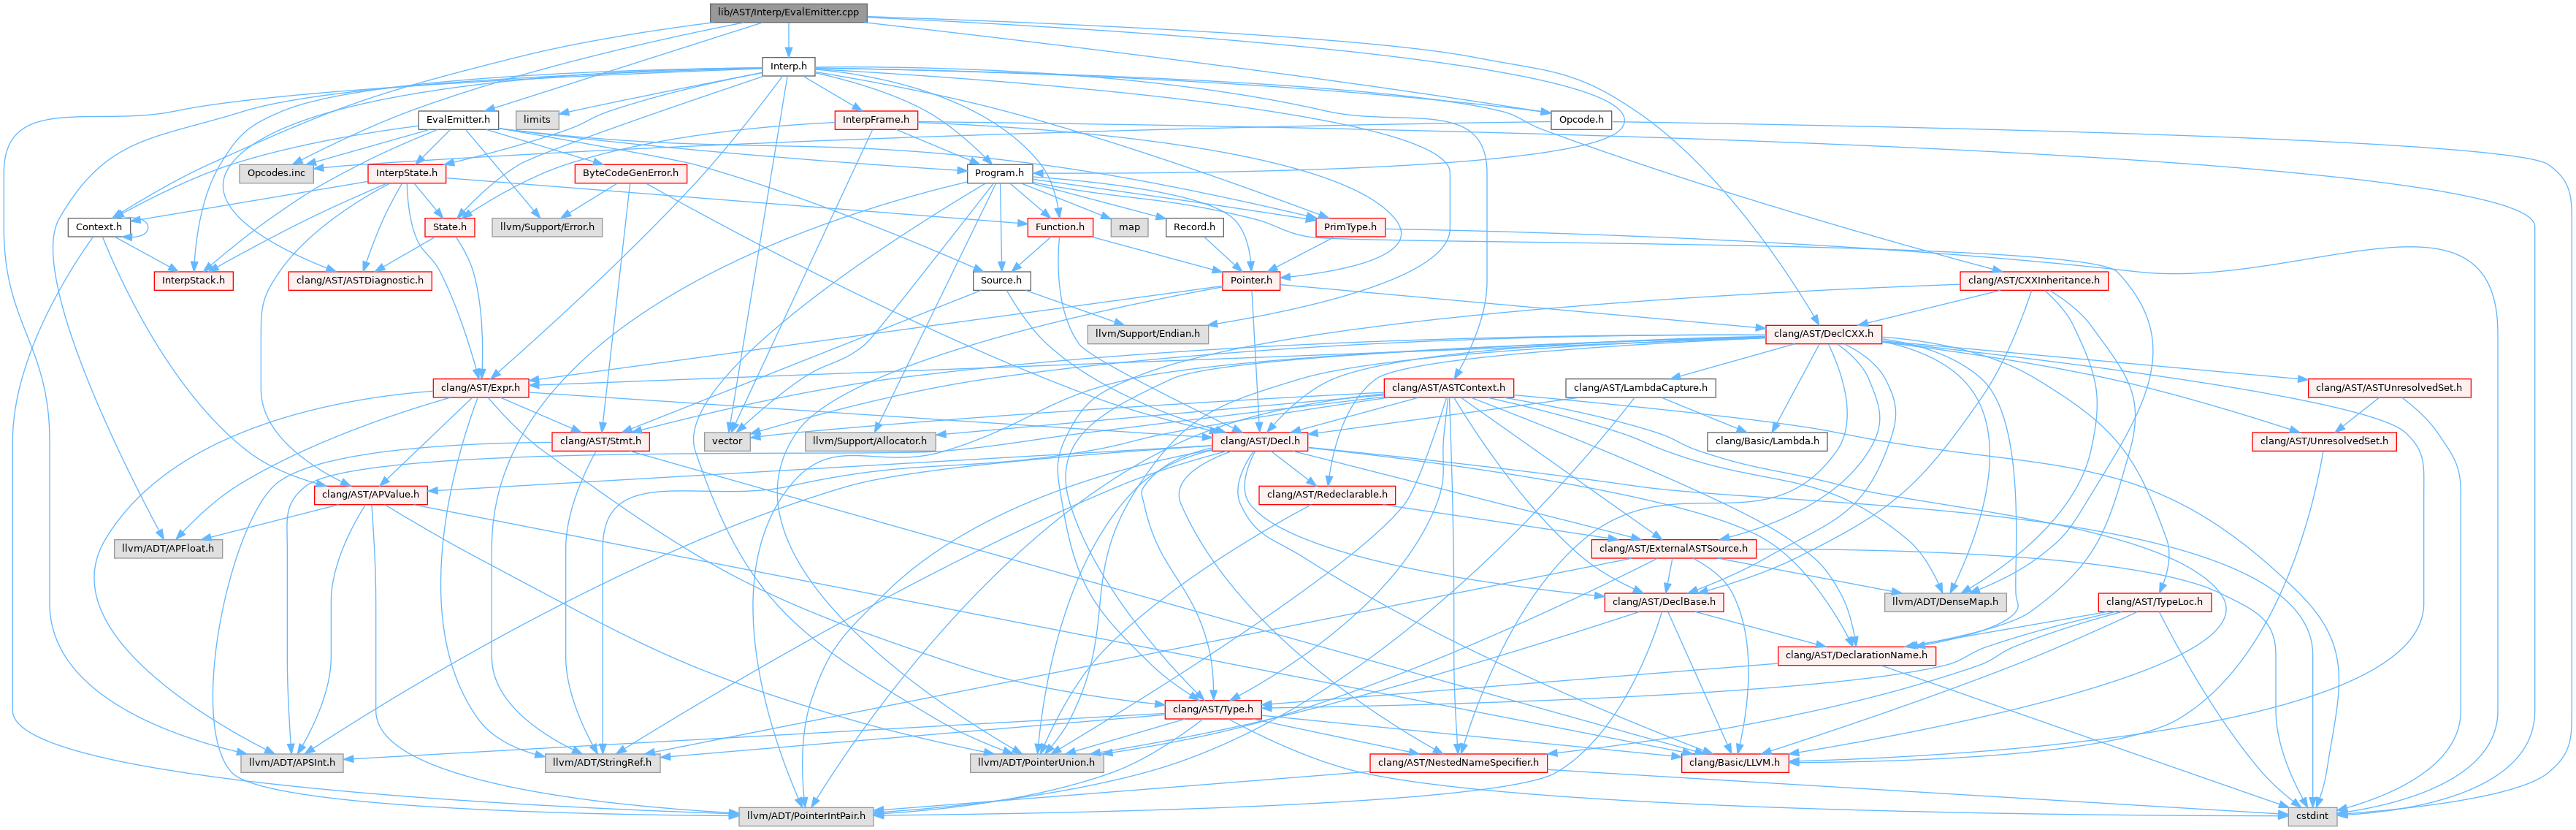 lib/AST/Interp/EvalEmitter.cpp
Interp.h
EvalEmitter.h
limits
InterpFrame.h
Opcode.h
Opcodes.inc
InterpState.h
ByteCodeGenError.h
Program.h
Context.h
State.h
llvm/Support/Error.h
Function.h
map
Record.h
PrimType.h
InterpStack.h
clang/AST/ASTDiagnostic.h
Source.h
Pointer.h
clang/AST/CXXInheritance.h
llvm/Support/Endian.h
clang/AST/DeclCXX.h
clang/AST/Expr.h
clang/AST/ASTContext.h
clang/AST/LambdaCapture.h
clang/AST/ASTUnresolvedSet.h
clang/AST/Stmt.h
vector
llvm/Support/Allocator.h
clang/AST/Decl.h
clang/Basic/Lambda.h
clang/AST/UnresolvedSet.h
clang/AST/APValue.h
clang/AST/Redeclarable.h
llvm/ADT/APFloat.h
clang/AST/ExternalASTSource.h
clang/AST/DeclBase.h
llvm/ADT/DenseMap.h
clang/AST/TypeLoc.h
clang/AST/DeclarationName.h
clang/AST/Type.h
llvm/ADT/APSInt.h
llvm/ADT/StringRef.h
llvm/ADT/PointerUnion.h
clang/AST/NestedNameSpecifier.h
clang/Basic/LLVM.h
llvm/ADT/PointerIntPair.h
cstdint